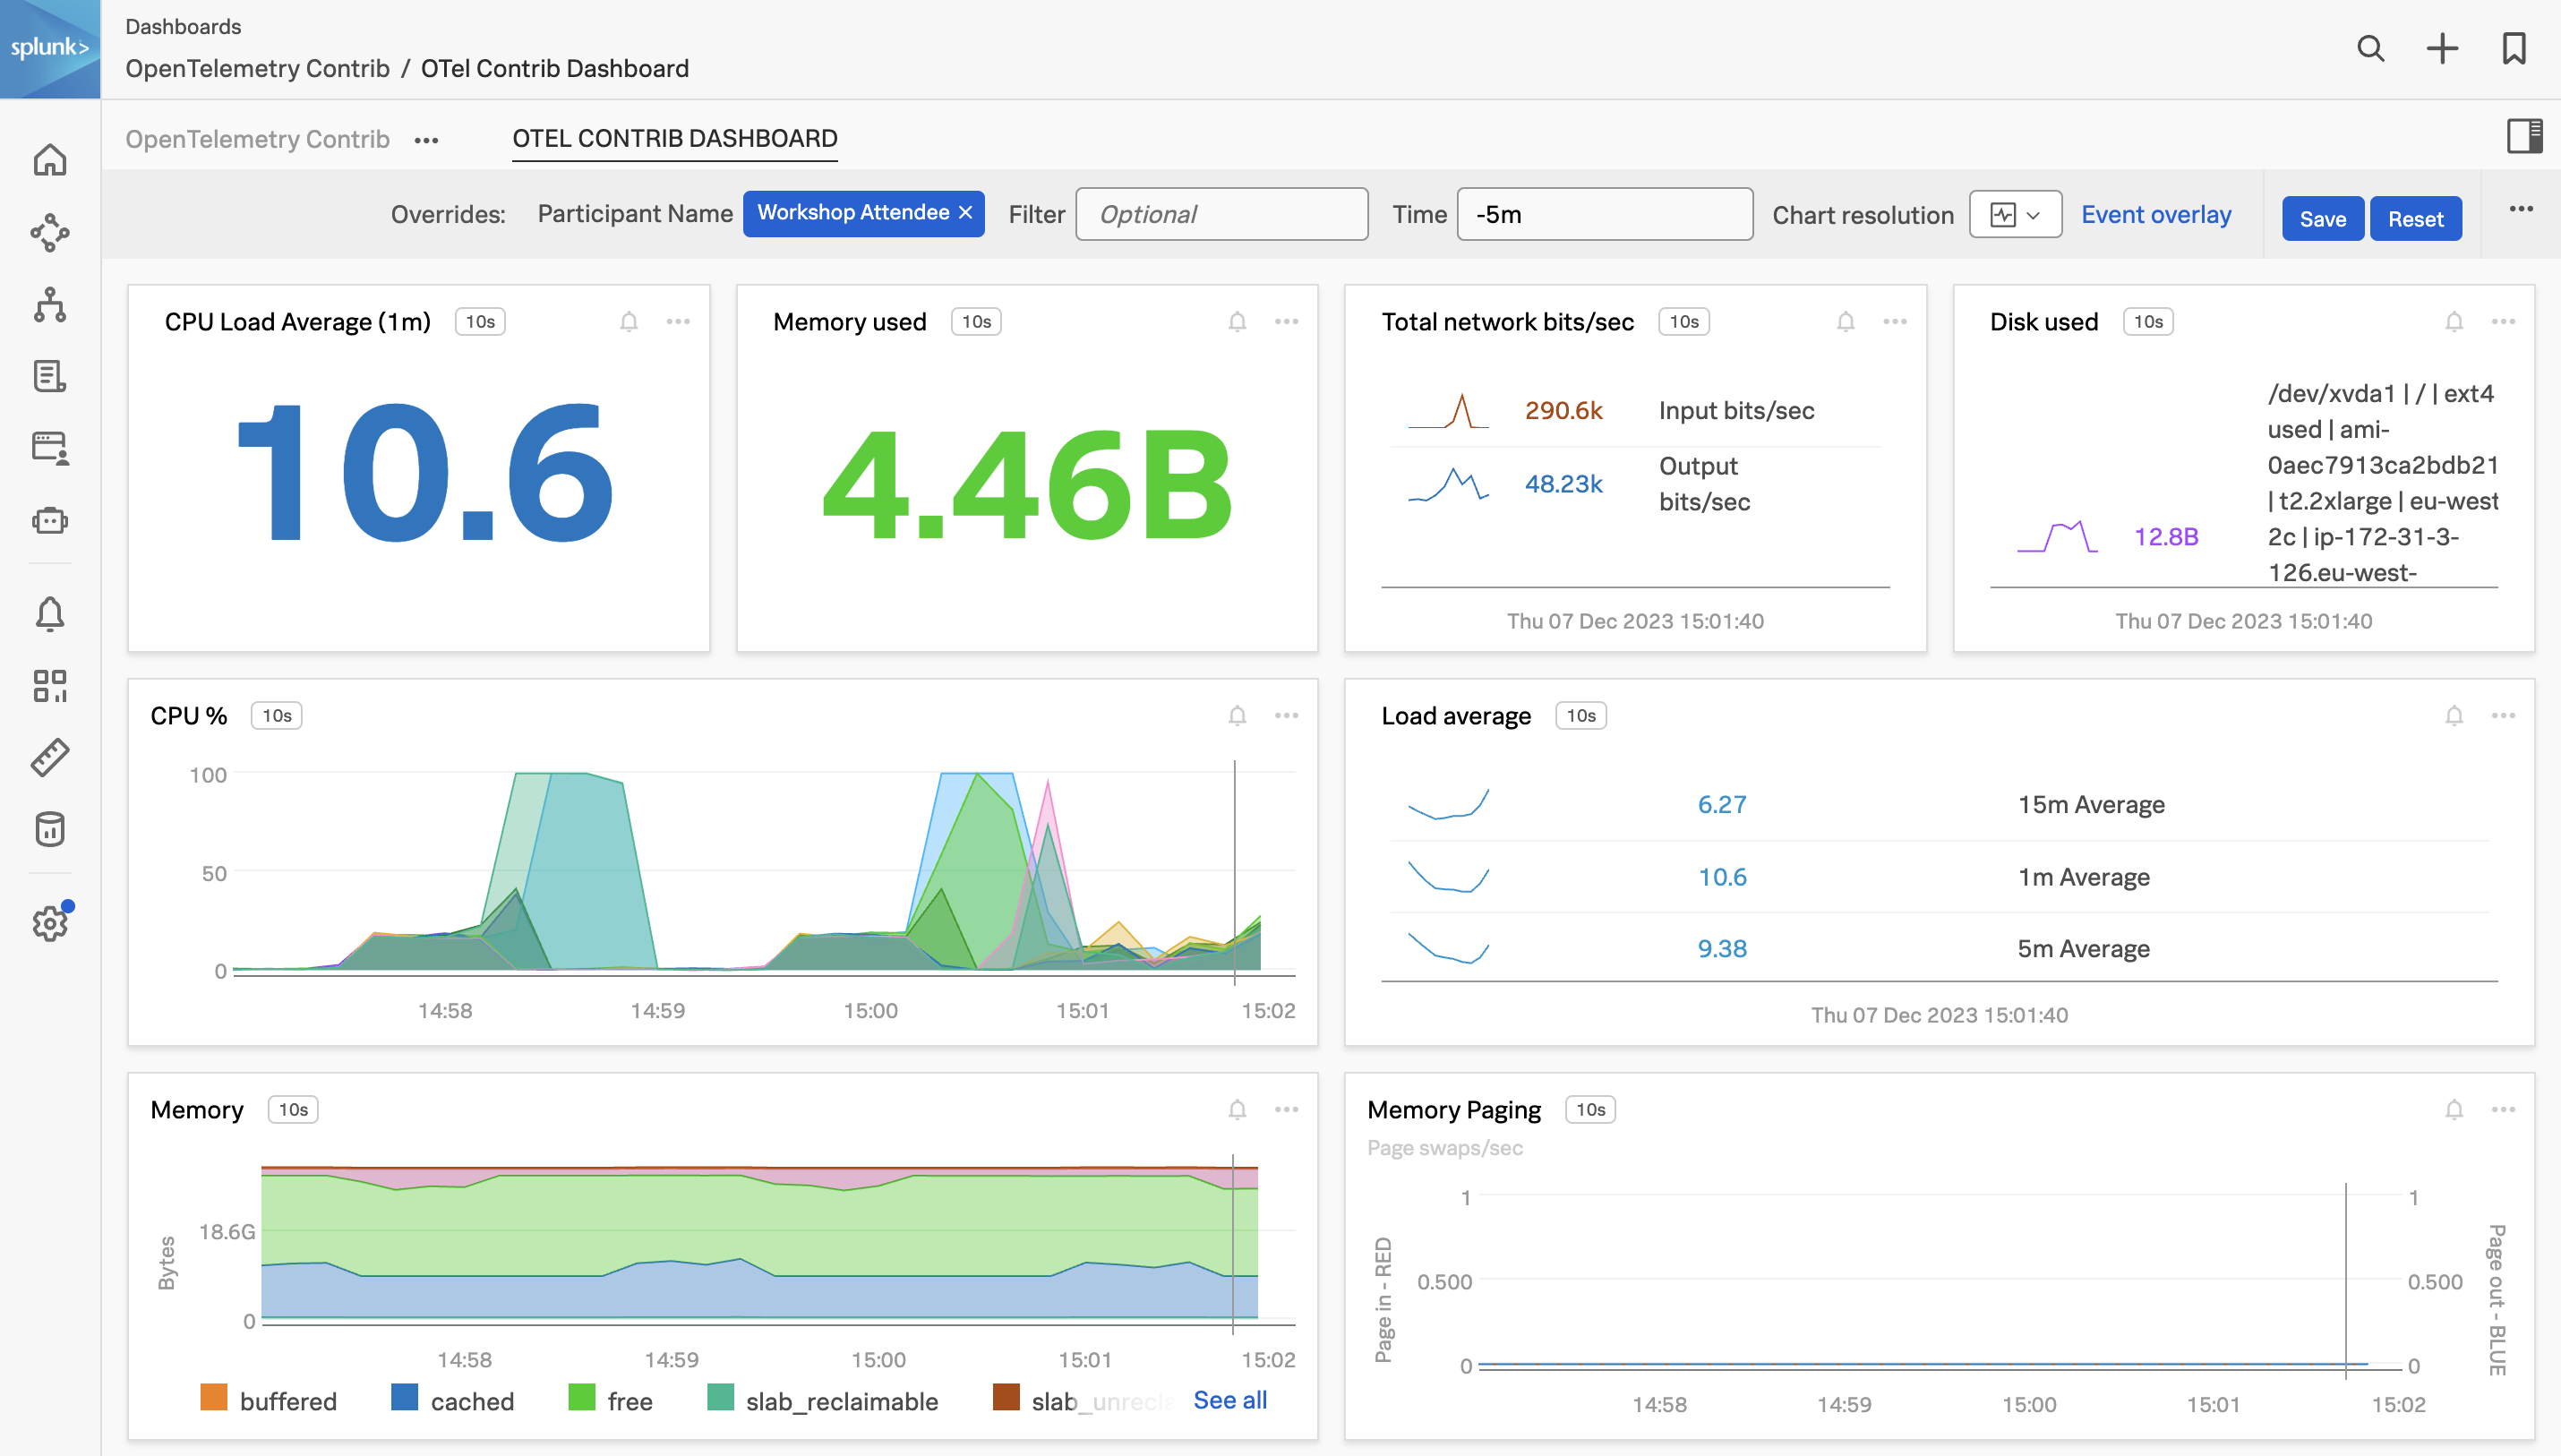 splunk>
Dashboards
OpenTelemetry Contrib / OTel Contrib Dashboard
OpenTelemetry Contrib ••• OTEL CONTRIB DASHBOARD
Overrides: Participant Name Workshop Attendee × Filter Optional Time -5m Chart resolution Event overlay Save Reset
CPU Load Average (1m) 10s
10.6
Memory used 10s
4.46B
Total network bits/sec 10s
290.6k Input bits/sec
48.23k Output
bits/sec
Thu 07 Dec 2023 15:01:40
Disk used 10s
12.8B
/dev/xvda1 | / | ext4
used | ami-
0aec7913ca2bdb21
| t2.2xlarge | eu-west
2c | ip-172-31-3-
126.eu-west-
Thu 07 Dec 2023 15:01:40
CPU % 10s
100
50
0
14:58 14:59 15:00 15:01 15:02
Load average 10s
6.27 15m Average
10.6 1m Average
9.38 5m Average
Thu 07 Dec 2023 15:01:40
Memory 10s
Bytes
18.6G
0
14:58 14:59 15:00 15:01 15:02
buffered cached free slab_reclaimable slab_unrecla See all
Memory Paging 10s
Page swaps/sec
Page in - RED
1 1
0.500 0.500
0 0
Page out - BLUE
14:58 14:59 15:00 15:01 15:02